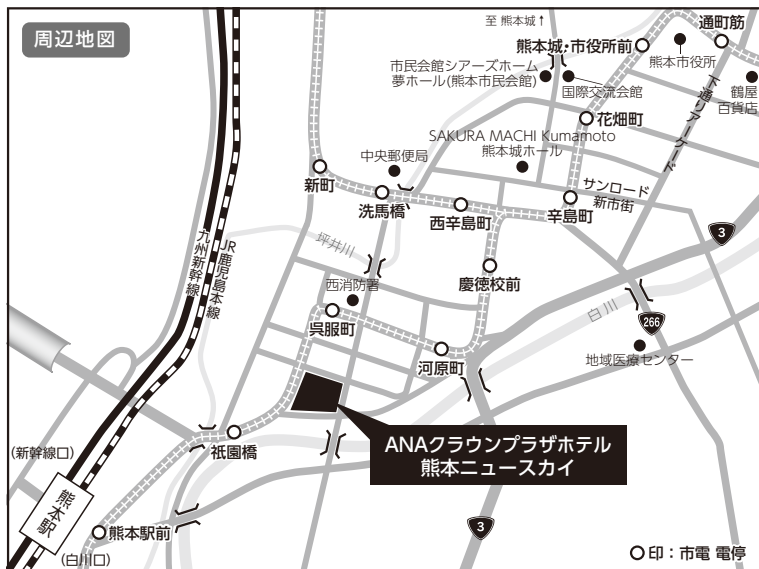 周辺地図
至 熊本城↑
通町筋
熊本城・市役所前
熊本市役所
市民会館シアーズホーム
夢ホール(熊本市民会館)
国際交流会館
鶴屋
百貨店
下通りアーケード
花畑町
SAKURA MACHI Kumamoto
熊本城ホール
中央郵便局
新町
洗馬橋
西辛島町
辛島町
サンロード
新市街
3
坪井川
九州新幹線
JR鹿児島本線
慶徳校前
西消防署
呉服町
白川
266
河原町
地域医療センター
祇園橋
ANAクラウンプラザホテル
熊本ニュースカイ
(新幹線口)
熊本駅
熊本駅前
(白川口)
3
○印：市電 電停